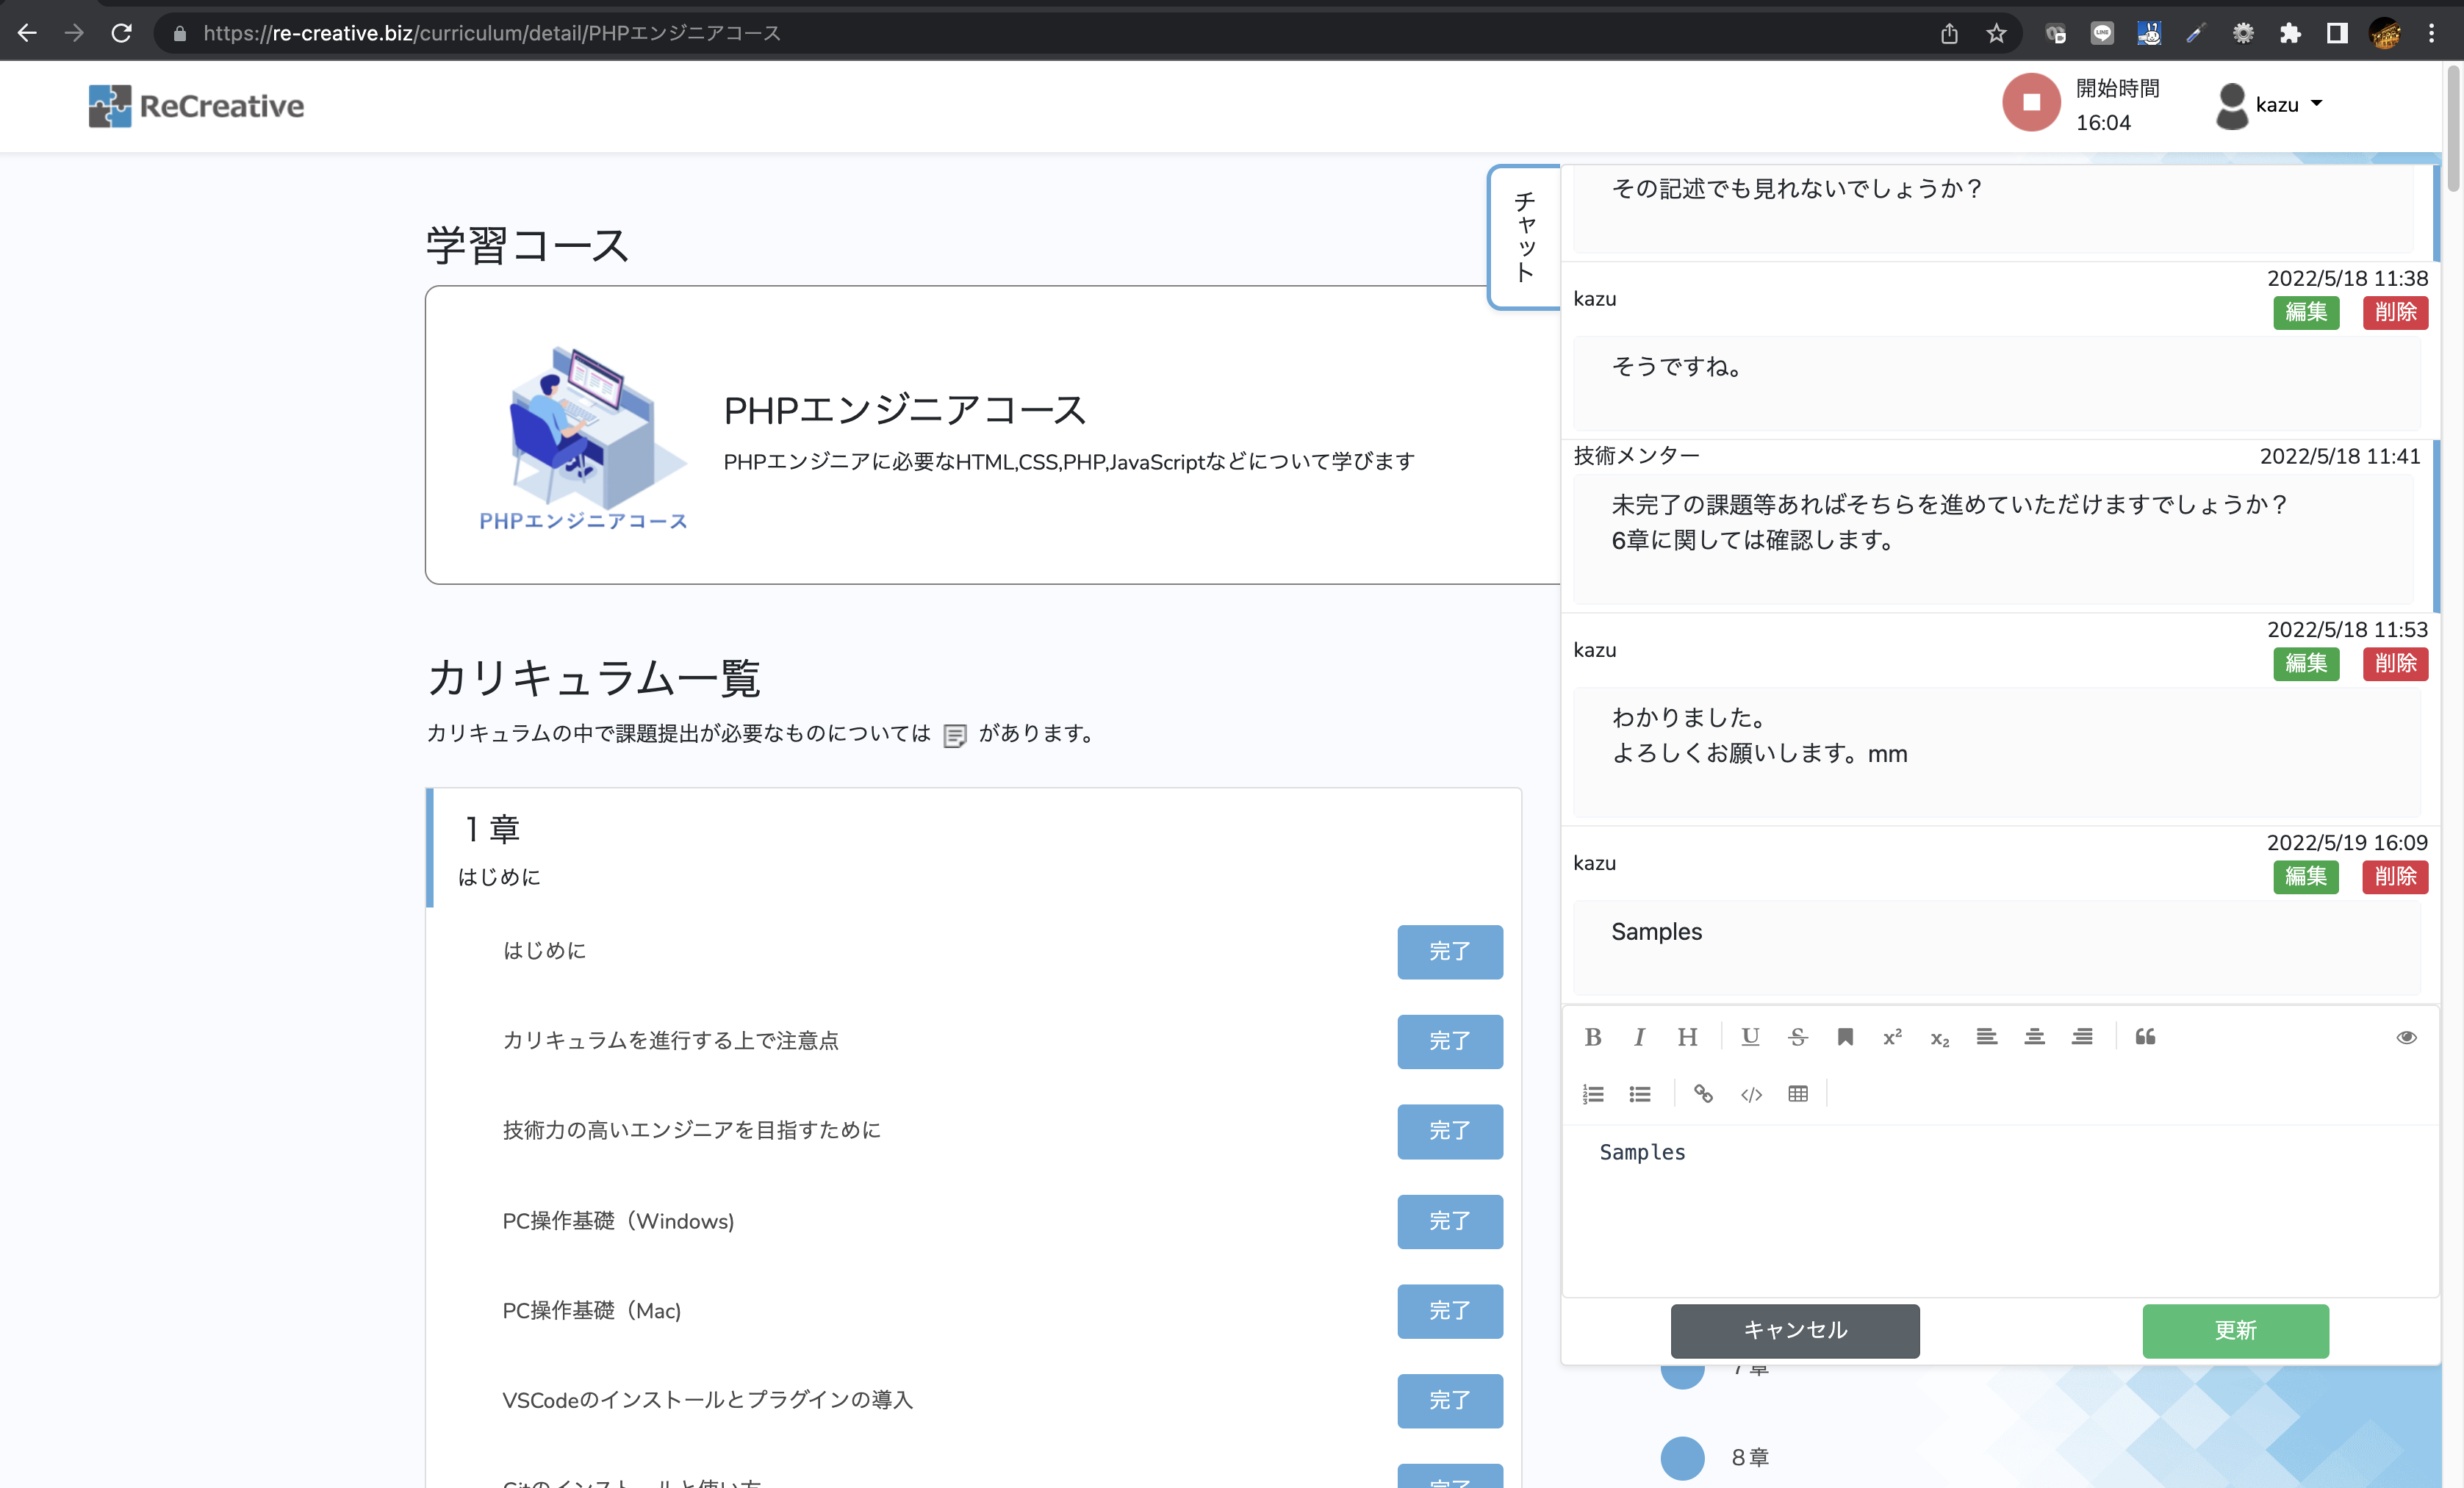 https://re-creative.biz/curriculum/detail/PHPエンジニアコース
ReCreative
開始時間
16:04
kazu
学習コース
PHPエンジニアコース
PHPエンジニアに必要なHTML,CSS,PHP,JavaScriptなどについて学びます
PHPエンジニアコース
カリキュラム一覧
カリキュラムの中で課題提出が必要なものについては があります。
1 章
はじめに
はじめに
完了
カリキュラムを進行する上で注意点
完了
技術力の高いエンジニアを目指すために
完了
PC操作基礎（Windows)
完了
PC操作基礎（Mac)
完了
VSCodeのインストールとプラグインの導入
完了
Gitのインストールと使い方
完了
チャット
その記述でも見れないでしょうか？
2022/5/18 11:38
kazu
編集 削除
そうですね。
技術メンター 2022/5/18 11:41
未完了の課題等あればそちらを進めていただけますでしょうか？
6章に関しては確認します。
2022/5/18 11:53
kazu
編集 削除
わかりました。
よろしくお願いします。mm
2022/5/19 16:09
kazu
編集 削除
Samples
B I H U S x² x₂
Samples
キャンセル 更新
7 章
8 章